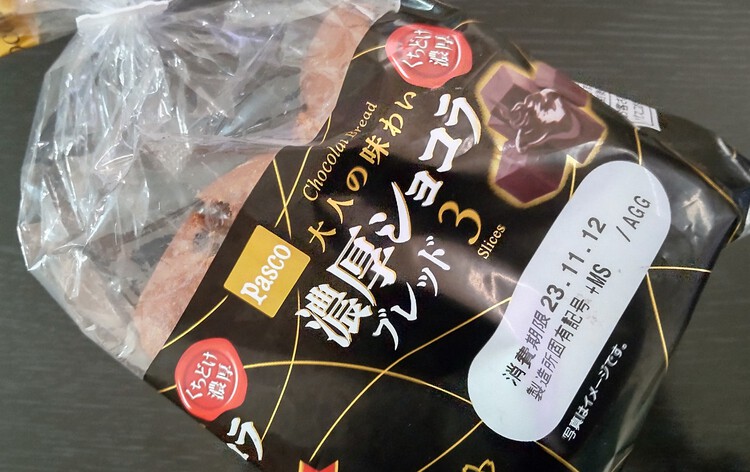 くちどけ
濃厚
Chocolat Bread
大人の味わい
濃厚ショコラ
ブレッド
3
Slices
Pasco
消費期限 23.11.12
製造所固有記号 +MS /AGG
写真はイメージです。
くちどけ
濃厚
ラ